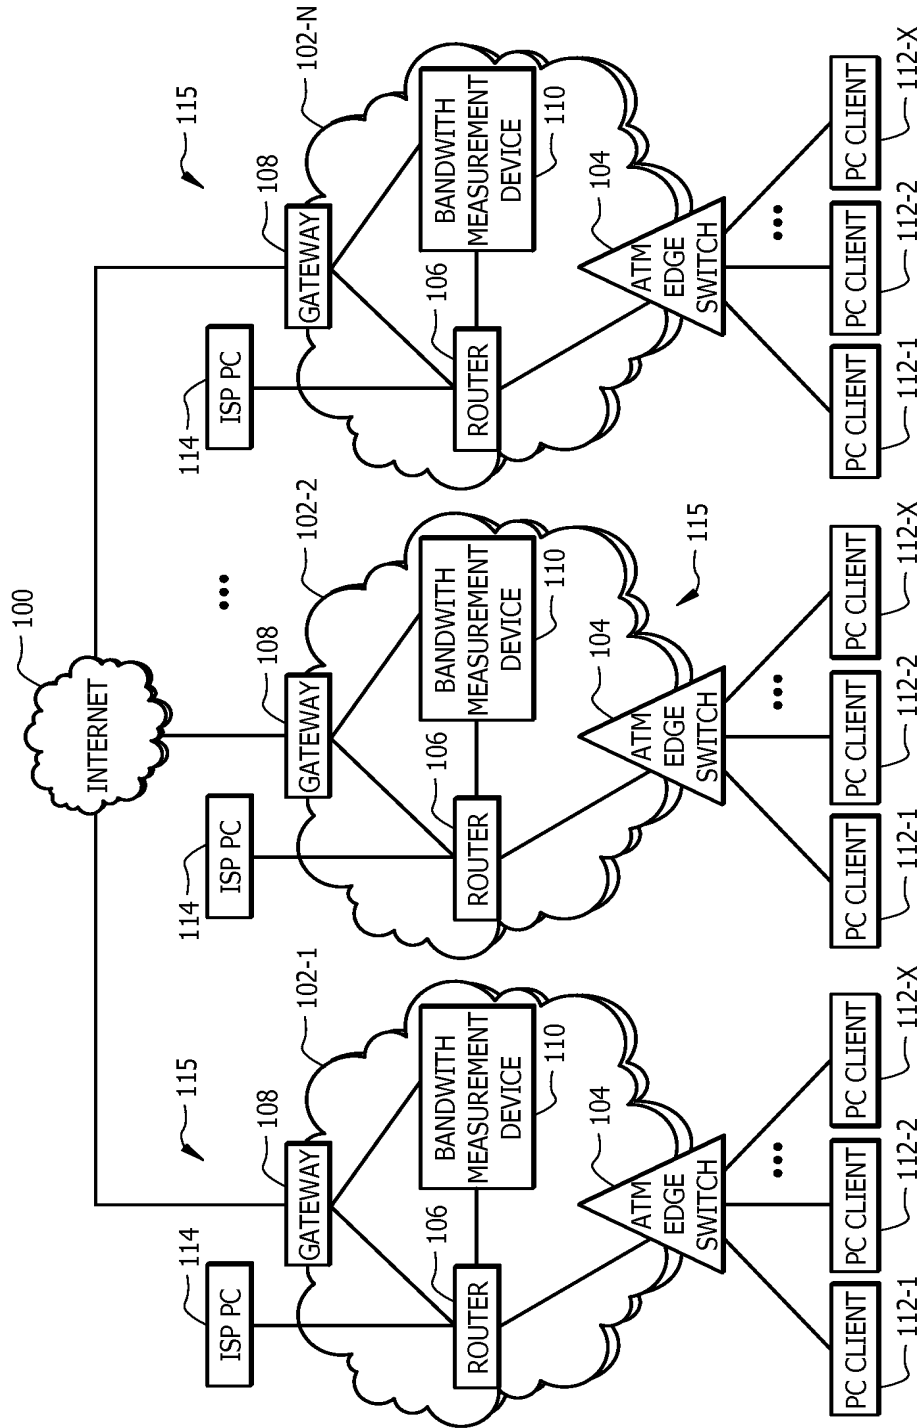 100
INTERNET
114
ISP PC
115
108
GATEWAY
102-1
106
ROUTER
BANDWITH
MEASUREMENT
DEVICE
110
104
ATM
EDGE
SWITCH
•••
PC CLIENT
112-1
PC CLIENT
112-2
PC CLIENT
112-X
114
ISP PC
108
GATEWAY
102-2
•••
106
ROUTER
BANDWITH
MEASUREMENT
DEVICE
110
104
ATM
EDGE
SWITCH
115
•••
PC CLIENT
112-1
PC CLIENT
112-2
PC CLIENT
112-X
114
ISP PC
108
GATEWAY
115
102-N
106
ROUTER
BANDWITH
MEASUREMENT
DEVICE
110
104
ATM
EDGE
SWITCH
•••
PC CLIENT
112-1
PC CLIENT
112-2
PC CLIENT
112-X